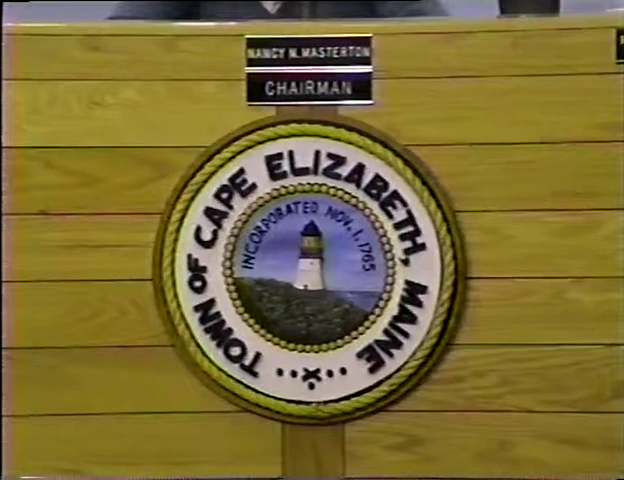 NANCY N. MASTERTON
CHAIRMAN
TOWN OF CAPE ELIZABETH, MAINE
INCORPORATED NOV. 1, 1765